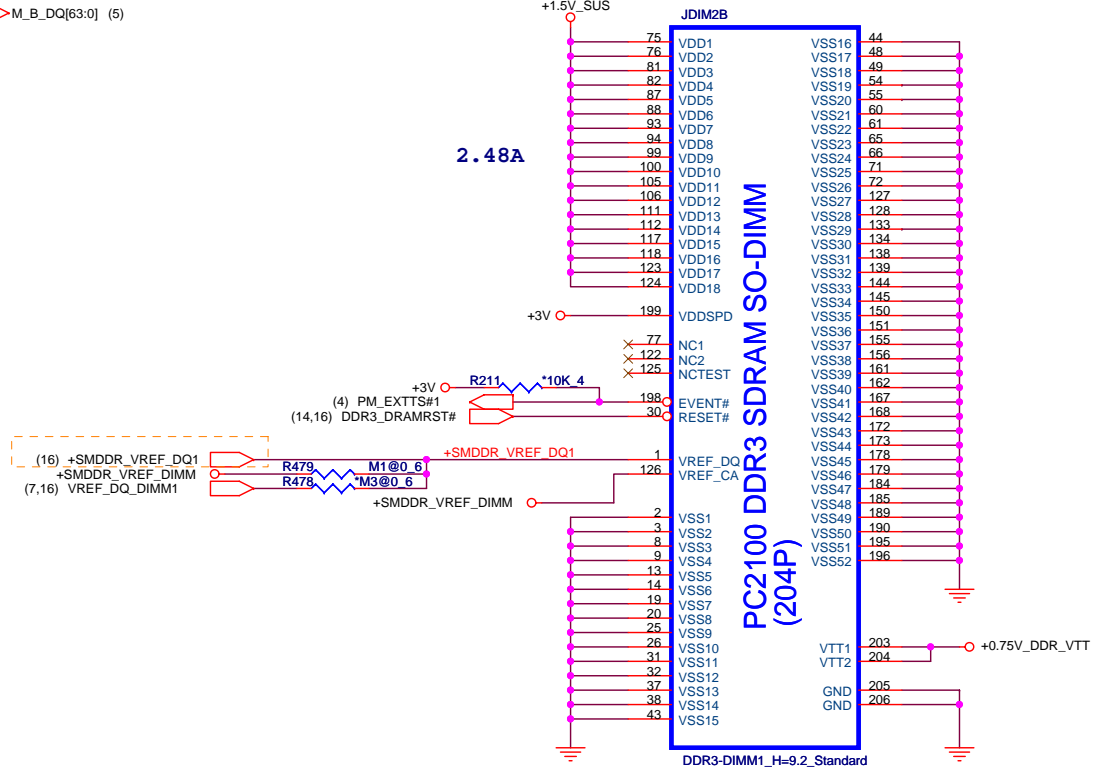 M_B_DQ[63:0] (5)
+1.5V_SUS
JDIM2B
75 VDD1
76 VDD2
81 VDD3
82 VDD4
87 VDD5
88 VDD6
93 VDD7
94 VDD8
99 VDD9
100 VDD10
105 VDD11
106 VDD12
111 VDD13
112 VDD14
117 VDD15
118 VDD16
123 VDD17
124 VDD18
2.48A
+3V 199 VDDSPD
77 NC1
122 NC2
125 NCTEST
+3V R211 *10K_4
(4) PM_EXTTS#1 198 EVENT#
(14,16) DDR3_DRAMRST# 30 RESET#
(16) +SMDDR_VREF_DQ1 +SMDDR_VREF_DQ1 1 VREF_DQ
+SMDDR_VREF_DIMM R479 M1@0_6 126 VREF_CA
(7,16) VREF_DQ_DIMM1 R478 *M3@0_6
+SMDDR_VREF_DIMM
2 VSS1
3 VSS2
8 VSS3
9 VSS4
13 VSS5
14 VSS6
19 VSS7
20 VSS8
25 VSS9
26 VSS10
31 VSS11
32 VSS12
37 VSS13
38 VSS14
43 VSS15
PC2100 DDR3 SDRAM SO-DIMM
(204P)
VSS16 44
VSS17 48
VSS18 49
VSS19 54
VSS20 55
VSS21 60
VSS22 61
VSS23 65
VSS24 66
VSS25 71
VSS26 72
VSS27 127
VSS28 128
VSS29 133
VSS30 134
VSS31 138
VSS32 139
VSS33 144
VSS34 145
VSS35 150
VSS36 151
VSS37 155
VSS38 156
VSS39 161
VSS40 162
VSS41 167
VSS42 168
VSS43 172
VSS44 173
VSS45 178
VSS46 179
VSS47 184
VSS48 185
VSS49 189
VSS50 190
VSS51 195
VSS52 196
VTT1 203 +0.75V_DDR_VTT
VTT2 204
GND 205
GND 206
DDR3-DIMM1_H=9.2_Standard